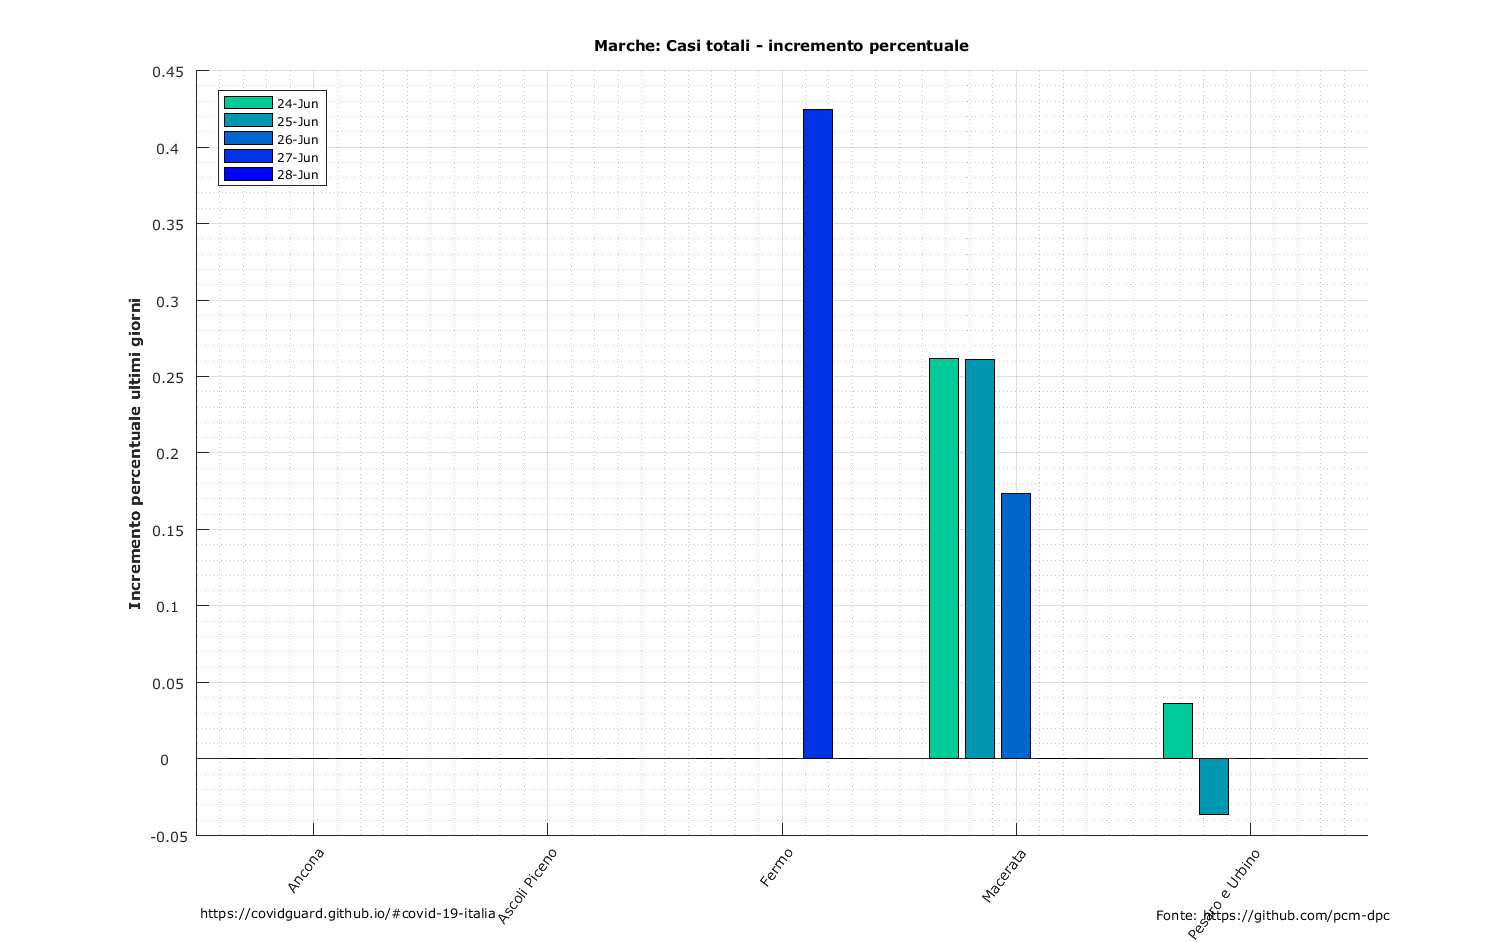 Marche: Casi totali - incremento percentuale
0.45
0.4
0.35
0.3
0.25
0.2
0.15
0.1
0.05
0
-0.05
24-Jun
25-Jun
26-Jun
27-Jun
28-Jun
Incremento percentuale ultimi giorni
Ancona
Ascoli Piceno
Fermo
Macerata
Pesaro e Urbino
https://covidguard.github.io/#covid-19-italia
Fonte: https://github.com/pcm-dpc